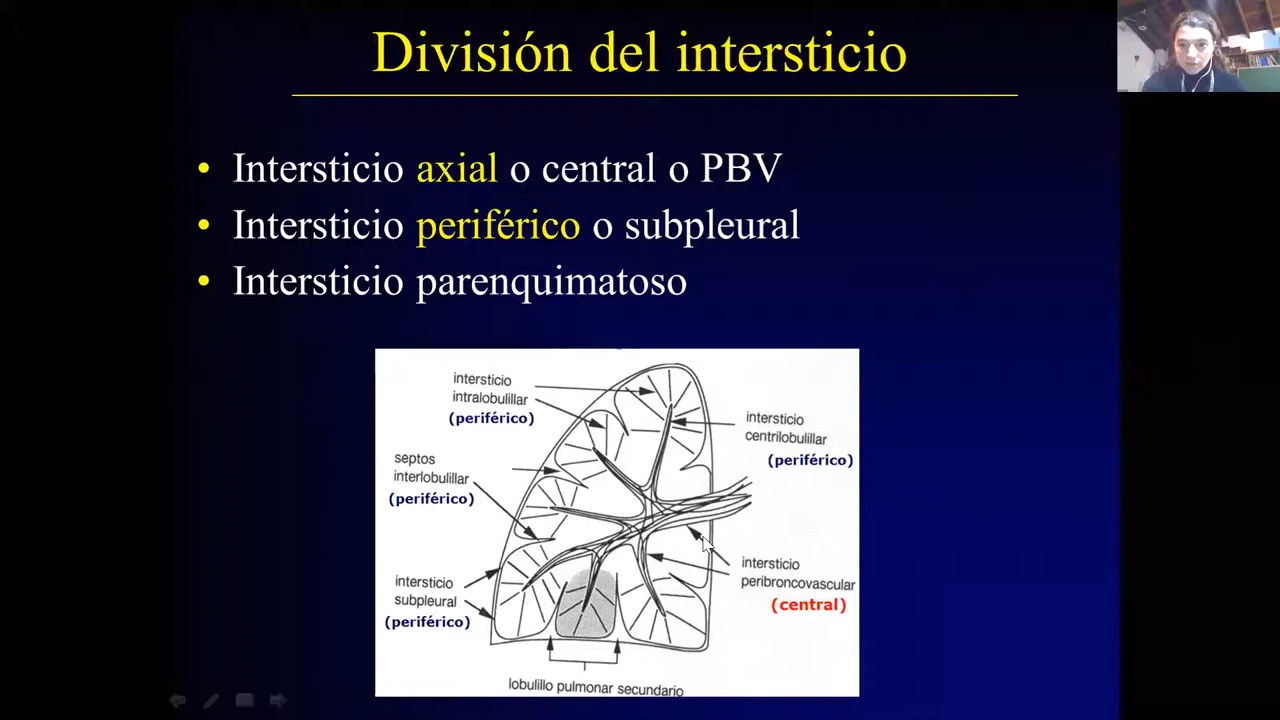 División del intersticio
• Intersticio axial o central o PBV
• Intersticio periférico o subpleural
• Intersticio parenquimatoso
intersticio
intralobulillar
(periférico)
intersticio
centrilobulillar
(periférico)
septos
interlobulillar
(periférico)
intersticio
peribroncovascular
(central)
intersticio
subpleural
(periférico)
lobulillo pulmonar secundario